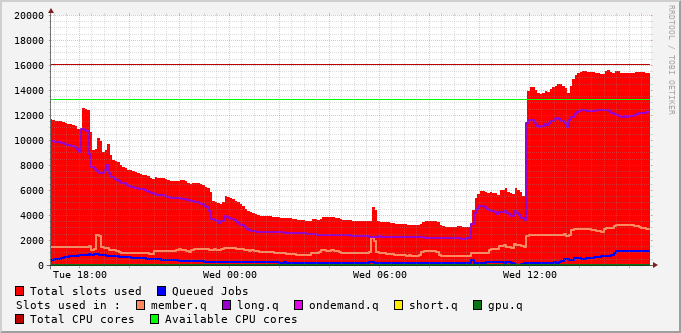 20000
18000
16000
14000
12000
10000
8000
6000
4000
2000
0
Tue 18:00 Wed 00:00 Wed 06:00 Wed 12:00
RRDTOOL / TOBI OETIKER
Total slots used Queued Jobs
Slots used in : member.q long.q ondemand.q short.q gpu.q
Total CPU cores Available CPU cores